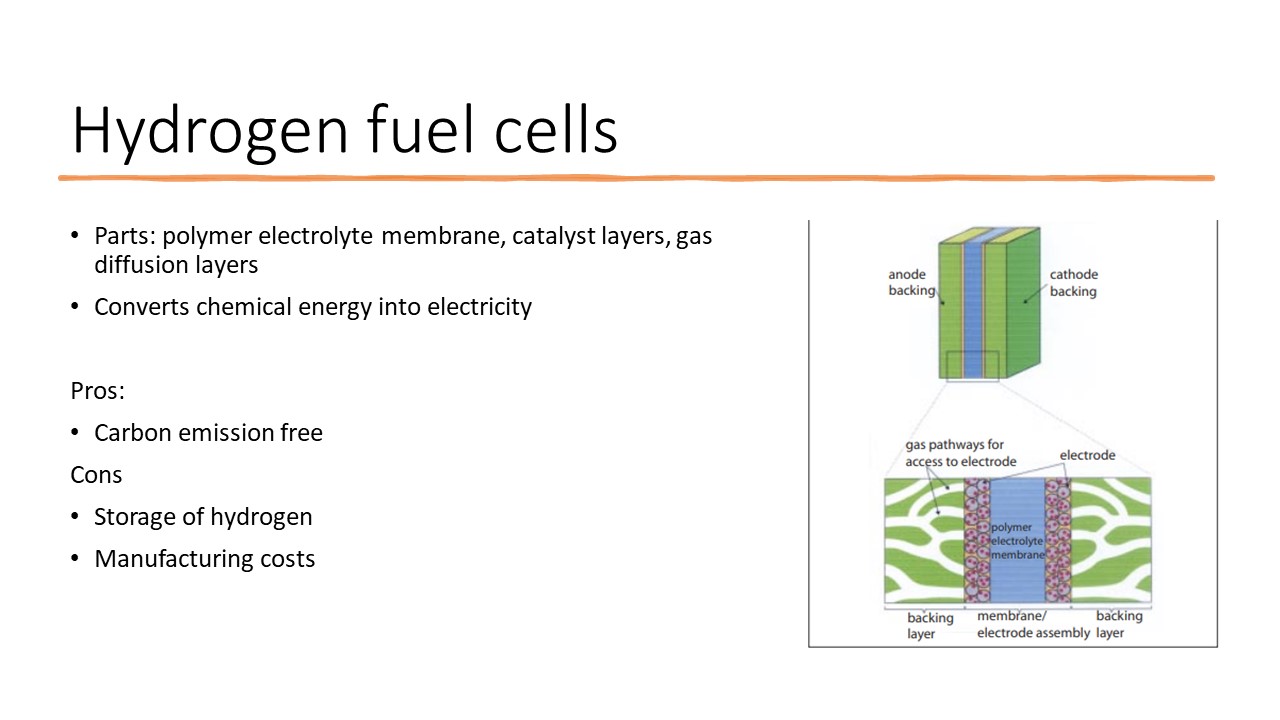 Hydrogen fuel cells
• Parts: polymer electrolyte membrane, catalyst layers, gas
diffusion layers
• Converts chemical energy into electricity
Pros:
• Carbon emission free
Cons
• Storage of hydrogen
• Manufacturing costs
anode
backing
cathode
backing
gas pathways for
access to electrode
electrode
polymer
electrolyte
membrane
backing
layer
membrane/
electrode assembly
backing
layer